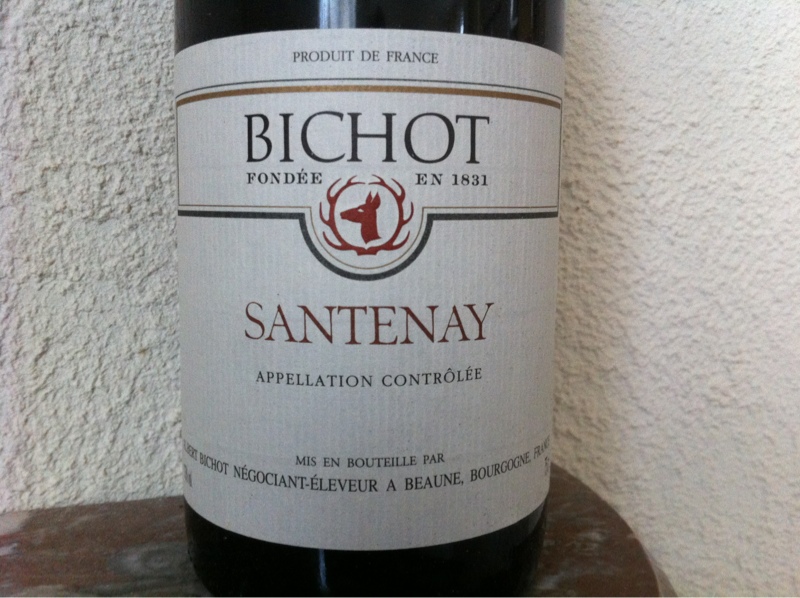 PRODUIT DE FRANCE
BICHOT
FONDÉE EN 1831
SANTENAY
APPELLATION CONTRÔLÉE
MIS EN BOUTEILLE PAR
BICHOT NÉGOCIANT-ÉLEVEUR A BEAUNE, BOURGOGNE,